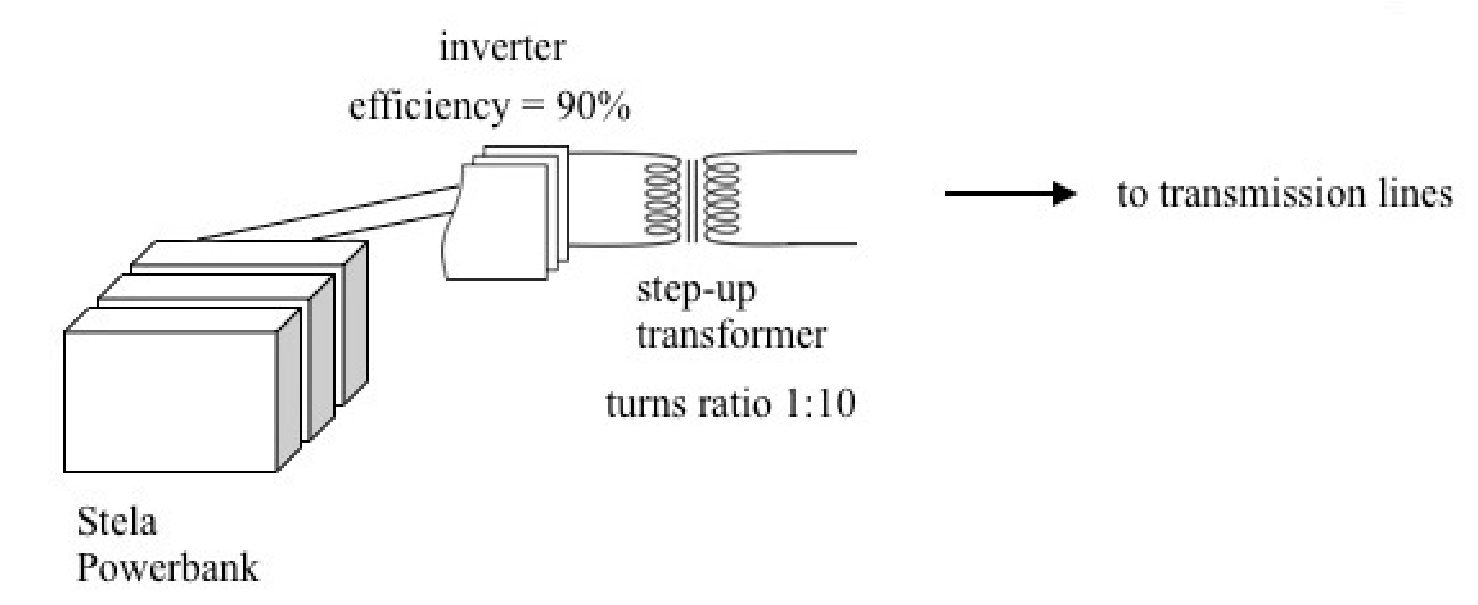 inverter
efficiency = 90%
to transmission lines
step-up
transformer
turns ratio 1:10
Stela
Powerbank